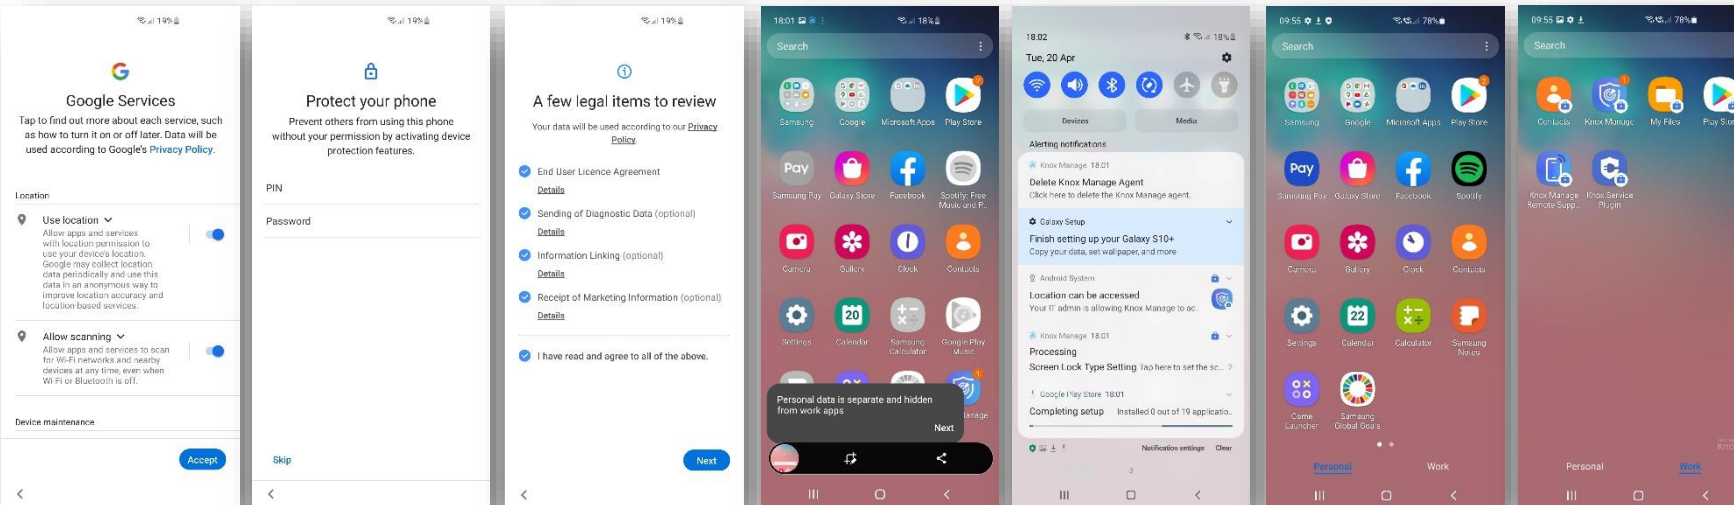 19%
Google Services
Tap to find out more about each service, such
as how to turn it on or off later. Data will be
used according to Google's Privacy Policy.
Location
Use location
Allow apps and services
with location permission to
use your device's location.
Google may collect location
data periodically and use this
data in an anonymous way to
improve location accuracy and
location-based services.
Allow scanning
Allow apps and services to scan
for Wi-Fi networks and nearby
devices at any time, even when
Wi-Fi or Bluetooth is off.
Device maintenance
Accept
19%
Protect your phone
Prevent others from using this phone
without your permission by activating device
protection features.
PIN
Password
Skip
19%
A few legal items to review
Your data will be used according to our Privacy
Policy.
End User Licence Agreement
Details
Sending of Diagnostic Data (optional)
Details
Information Linking (optional)
Details
Receipt of Marketing Information (optional)
Details
I have read and agree to all of the above.
Next
18:01 18%
Search
Samsung Google Microsoft Apps Play Store
Pay
Samsung Pay Galaxy Store Facebook Spotify: Free
Music and P..
Camera Gallery Clock Contacts
20
Settings Calendar Samsung Google Play
Calculator Music
Personal data is separate and hidden
from work apps
Next
anage
18:02 18%
Tue, 20 Apr
Devices Media
Alerting notifications
Knox Manage 18:01
Delete Knox Manage Agent
Click here to delete the Knox Manage agent.
Galaxy Setup
Finish setting up your Galaxy S10+
Copy your data, set wallpaper, and more
Android System
Location can be accessed
Your IT admin is allowing Knox Manage to ac..
Knox Manage 18:01
Processing
Screen Lock Type Setting Tap here to set the sc... 2
Google Play Store 18:01
Completing setup Installed 0 out of 19 applicatio..
Notification settings Clear
3
09:55 78%
Search
2
Samsung Google Microsoft Apps Play Store
Pay
Samsung Pay Galaxy Store Facebook Spotify
Camera Gallery Clock Contacts
22
Settings Calendar Calculator Samsung
Notes
Game Samsung
Launcher Global Goals
Personal Work
09:55 78%
Search
1
Contacts Knox Manage My Files Play Stor
Knox Manage Knox Service
Remote Supp... Plugin
Knox
Personal Work